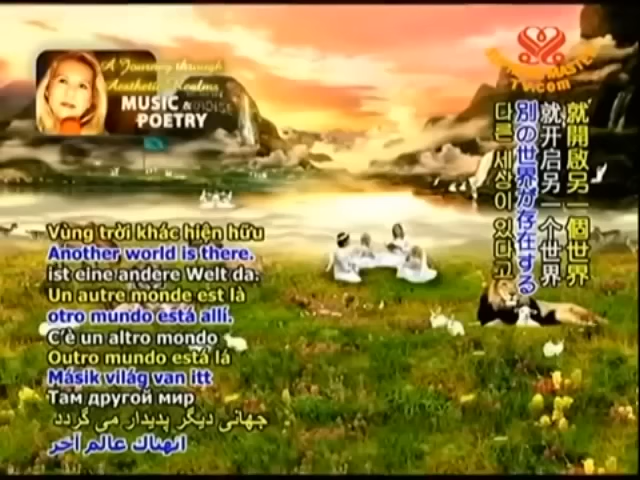 A Journey through
Aesthetic Realms
MUSIC &
POETRY
TV.com
就開啟另一個世界
就开启另一个世界
別の世界が存在する
다른 세상이 있다고
Vùng trời khác hiện hữu
Another world is there.
ist eine andere Welt da.
Un autre monde est là
otro mundo está allí.
C'è un altro mondo
Outro mundo está lá
Másik világ van itt
Там другой мир
جهانی دیگر پدیدار می گردد
انهناك عالم آخر